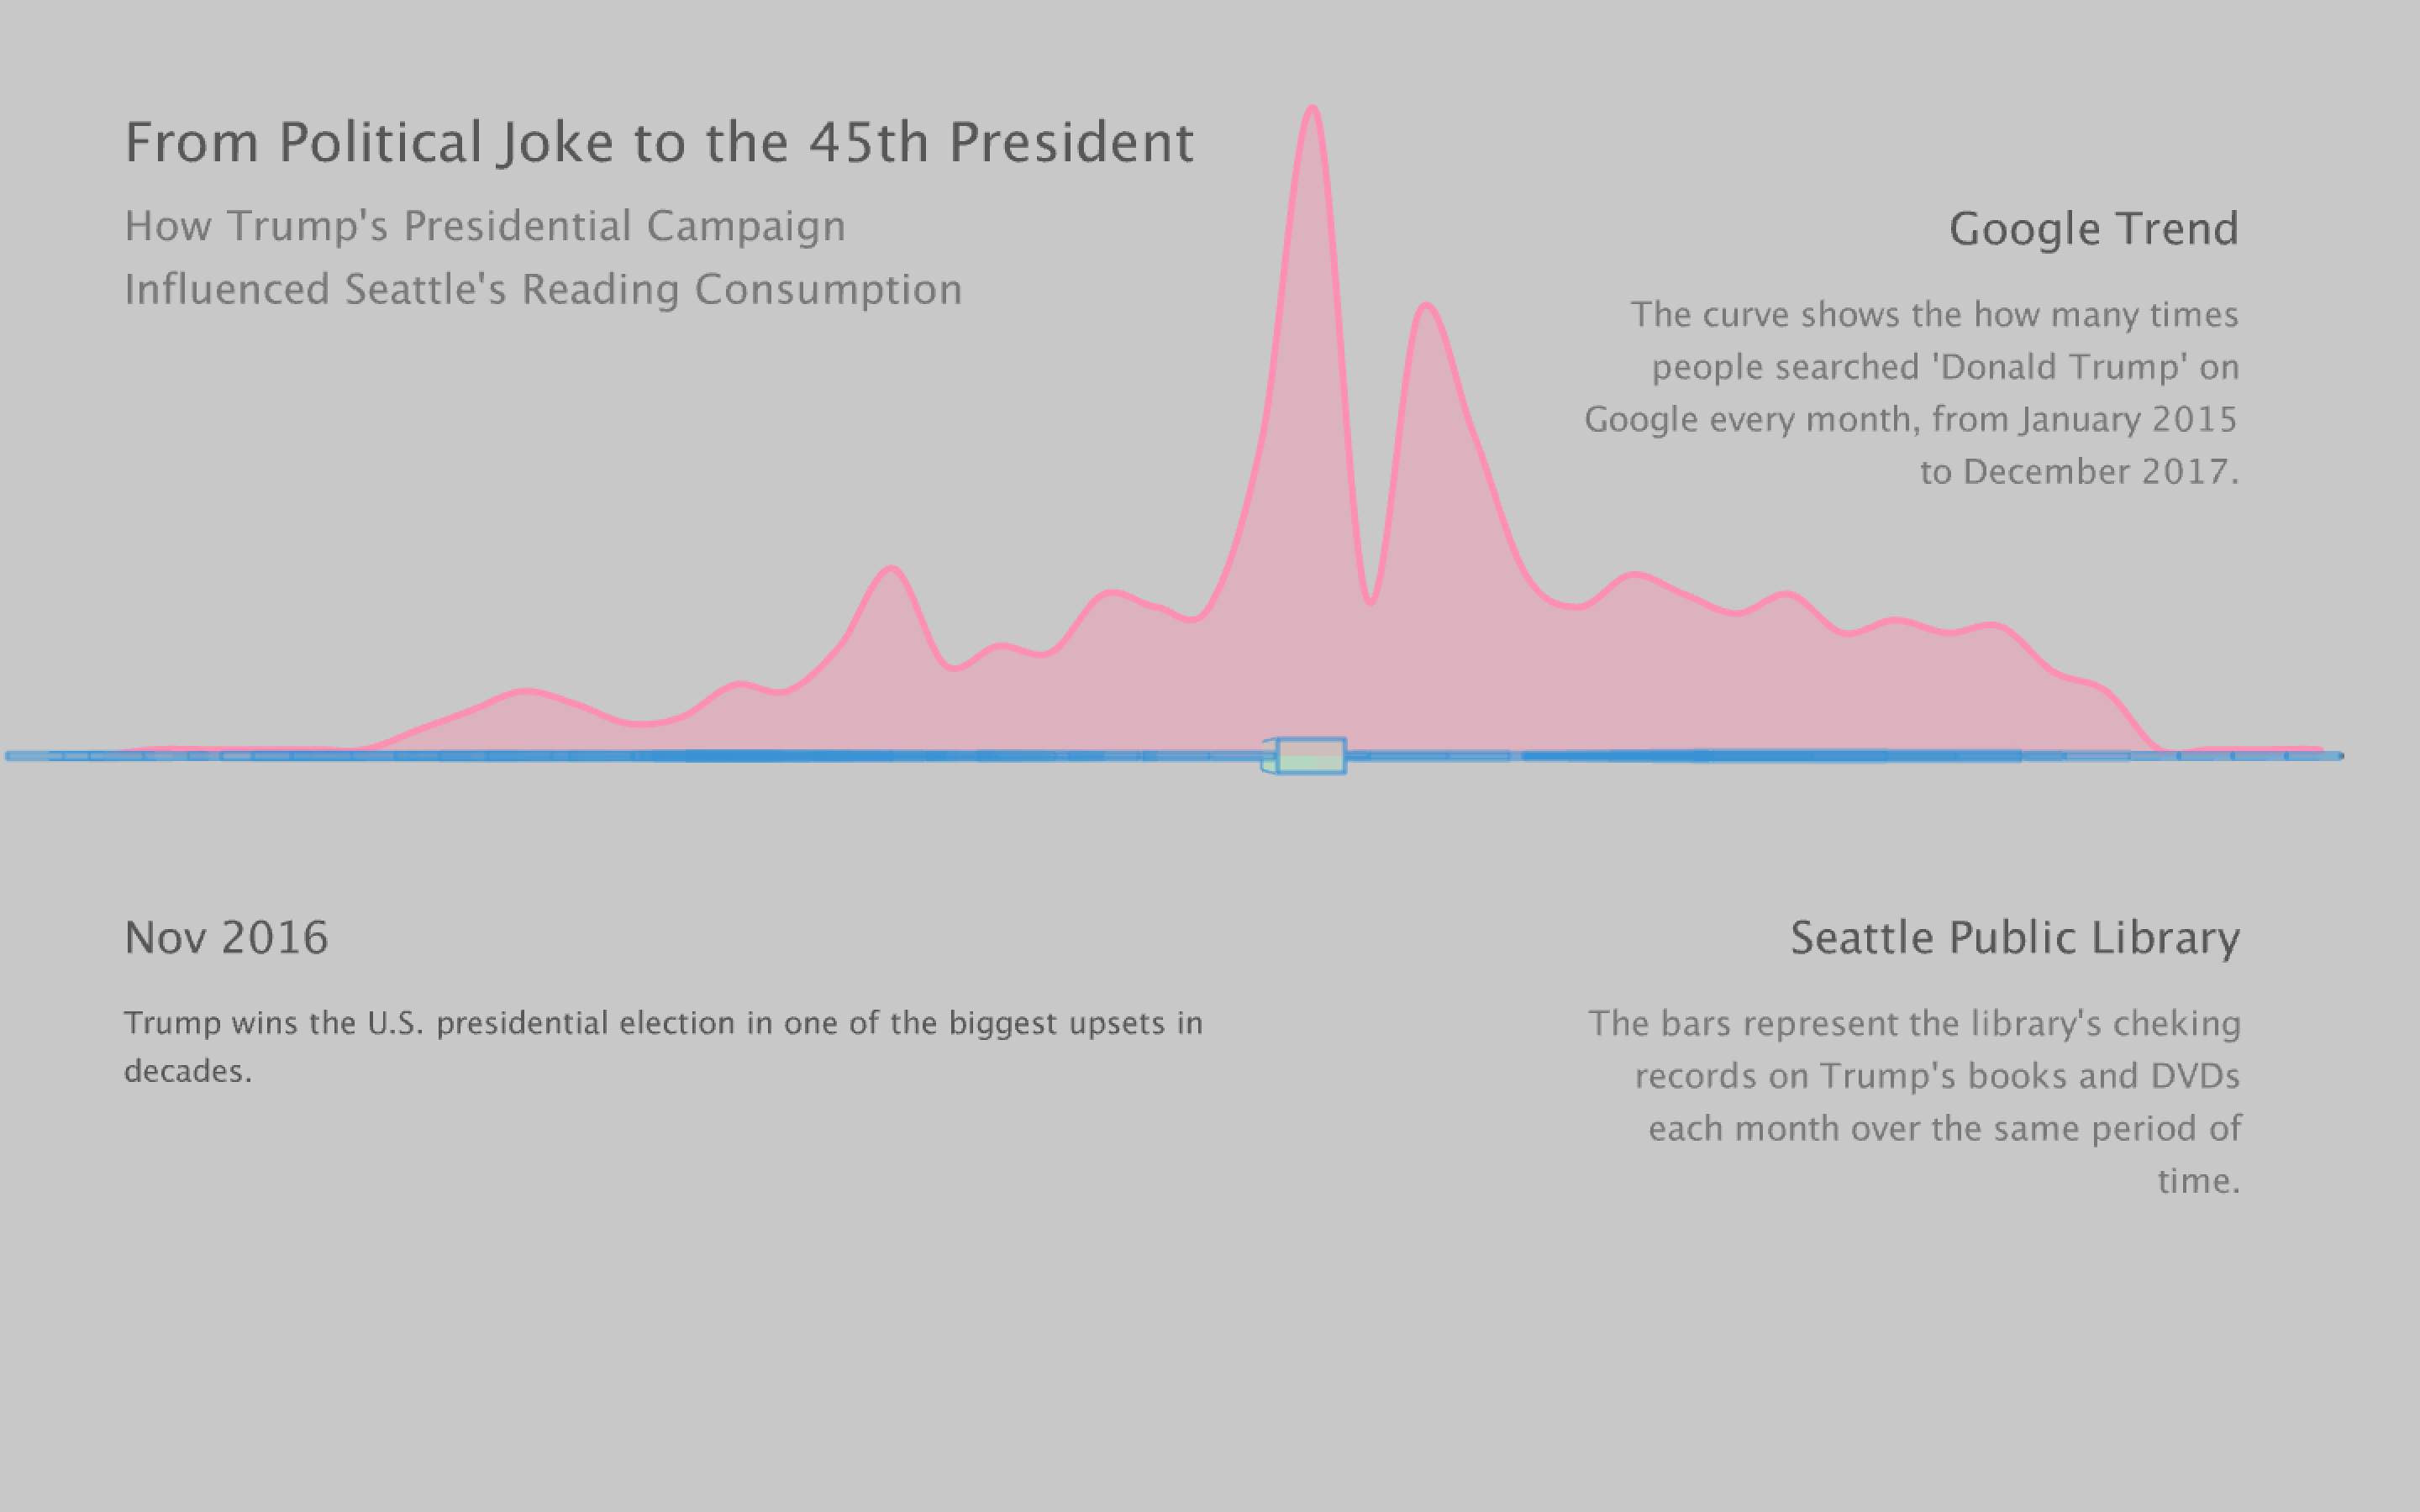 From Political Joke to the 45th President
How Trump's Presidential Campaign
Influenced Seattle's Reading Consumption
Google Trend
The curve shows the how many times
people searched 'Donald Trump' on
Google every month, from January 2015
to December 2017.
Nov 2016
Trump wins the U.S. presidential election in one of the biggest upsets in
decades.
Seattle Public Library
The bars represent the library's cheking
records on Trump's books and DVDs
each month over the same period of
time.